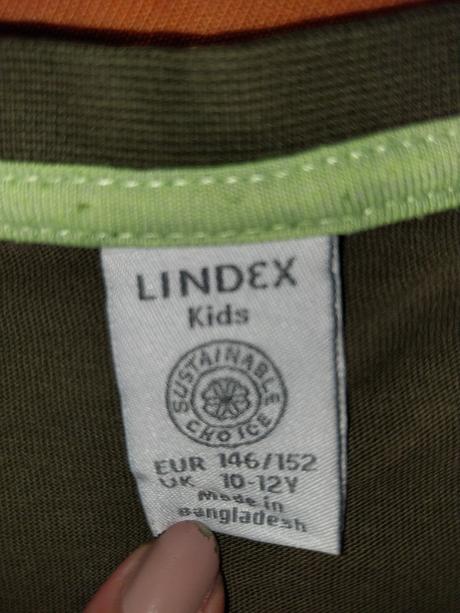 LINDEX
Kids
SUSTAINABLE
CHOICE
EUR 146/152
UK 10-12Y
Made in
Bangladesh